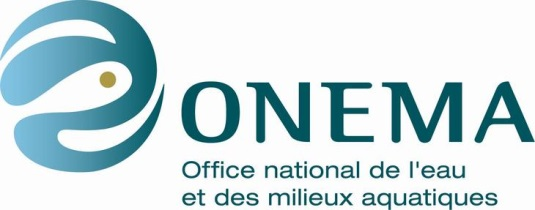 ONEMA
Office national de l'eau
et des milieux aquatiques